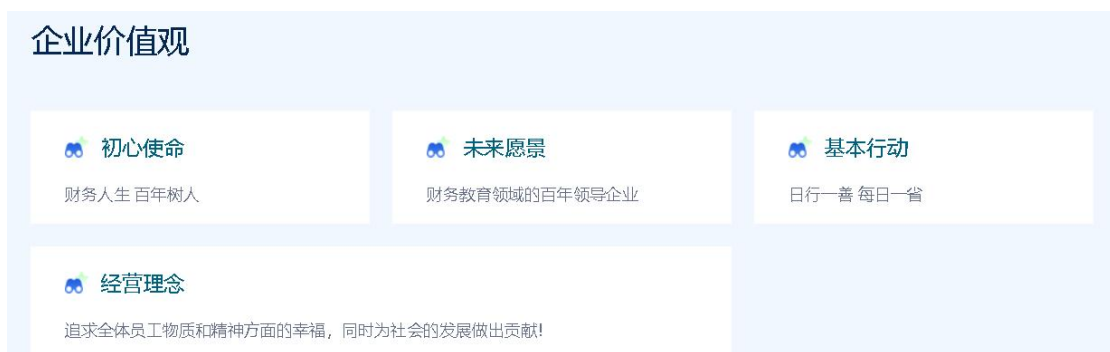 企业价值观
初心使命
财务人生 百年树人
未来愿景
财务教育领域的百年领导企业
基本行动
日行一善 每日一省
经营理念
追求全体员工物质和精神方面的幸福，同时为社会的发展做出贡献!